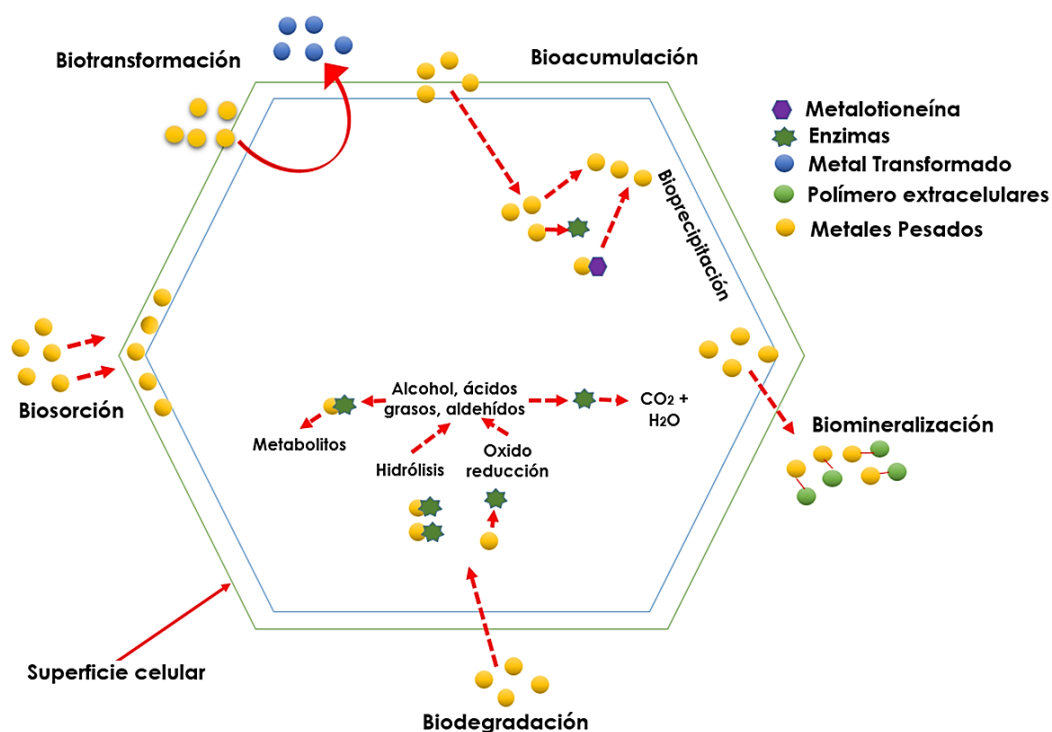 Biotransformación
Bioacumulación
Metalotioneína
Enzimas
Metal Transformado
Polímero extracelulares
Metales Pesados
Bioprecipitación
Biosorción
Alcohol, ácidos
grasos, aldehídos
CO2 +
H2O
Metabolitos
Hidrólisis
Oxido
reducción
Biomineralización
Superficie celular
Biodegradación